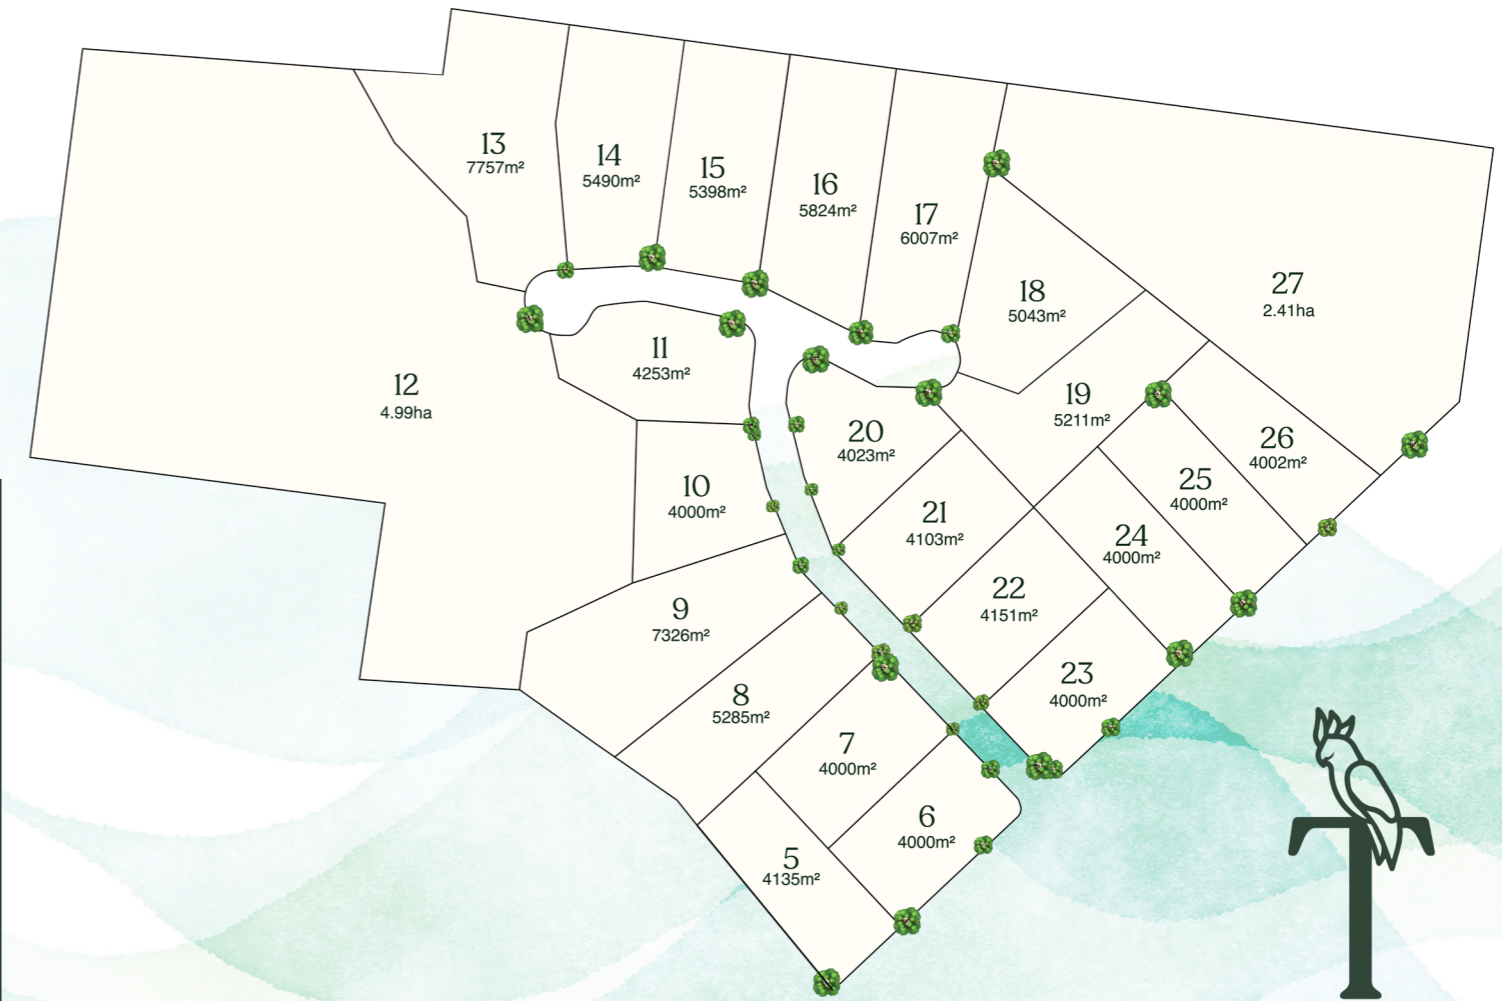 13
7757m²
14
5490m²
15
5398m²
16
5824m²
17
6007m²
18
5043m²
27
2.41ha
11
4253m²
12
4.99ha
19
5211m²
20
4023m²
26
4002m²
25
4000m²
10
4000m²
21
4103m²
24
4000m²
22
4151m²
9
7326m²
23
4000m²
8
5285m²
7
4000m²
6
4000m²
5
4135m²